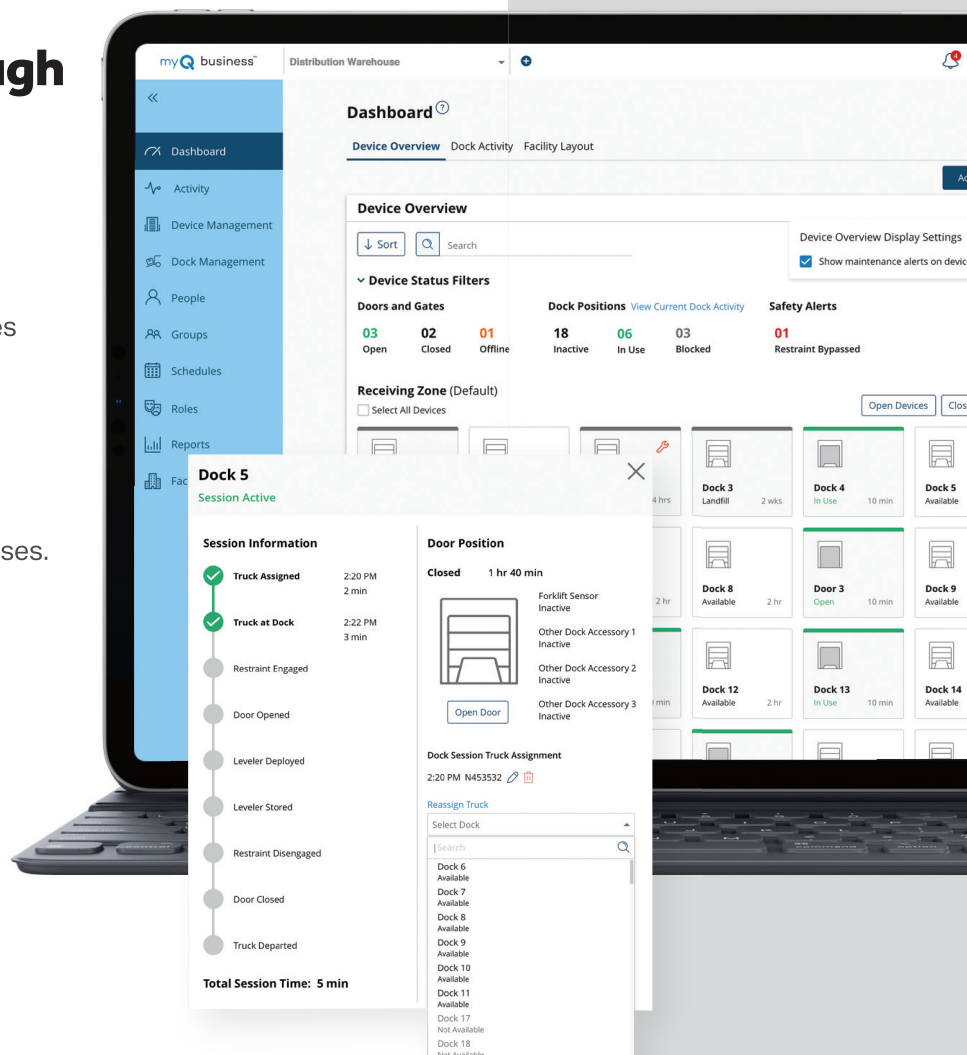 ugh
es
ses.
myQ business™
Distribution Warehouse
4
Dashboard
Activity
Device Management
Dock Management
People
Groups
Schedules
Roles
Reports
Fac
Dashboard ?
Device Overview Dock Activity Facility Layout
Ad
Device Overview
Sort Search
Device Overview Display Settings
Show maintenance alerts on devic
Device Status Filters
Doors and Gates Dock Positions View Current Dock Activity Safety Alerts
03 02 01 18 06 03 01
Open Closed Offline Inactive In Use Blocked Restraint Bypassed
Receiving Zone (Default)
Select All Devices
Open Devices Clos
4 hrs
Dock 3
Landfill 2 wks
Dock 4
In Use 10 min
Dock 5
Available
2 hr
Dock 8
Available 2 hr
Door 3
Open 10 min
Dock 9
Available
min
Dock 12
Available 2 hr
Dock 13
In Use 10 min
Dock 14
Available
Dock 5
Session Active
Session Information
Truck Assigned 2:20 PM
2 min
Truck at Dock 2:22 PM
3 min
Restraint Engaged
Door Opened
Leveler Deployed
Leveler Stored
Restraint Disengaged
Door Closed
Truck Departed
Total Session Time: 5 min
Door Position
Closed 1 hr 40 min
Forklift Sensor
Inactive
Other Dock Accessory 1
Inactive
Other Dock Accessory 2
Inactive
Other Dock Accessory 3
Inactive
Open Door
Dock Session Truck Assignment
2:20 PM N453532
Reassign Truck
Select Dock
Search
Dock 6
Available
Dock 7
Available
Dock 8
Available
Dock 9
Available
Dock 10
Available
Dock 11
Available
Dock 17
Not Available
Dock 18
Not Available
command option
control